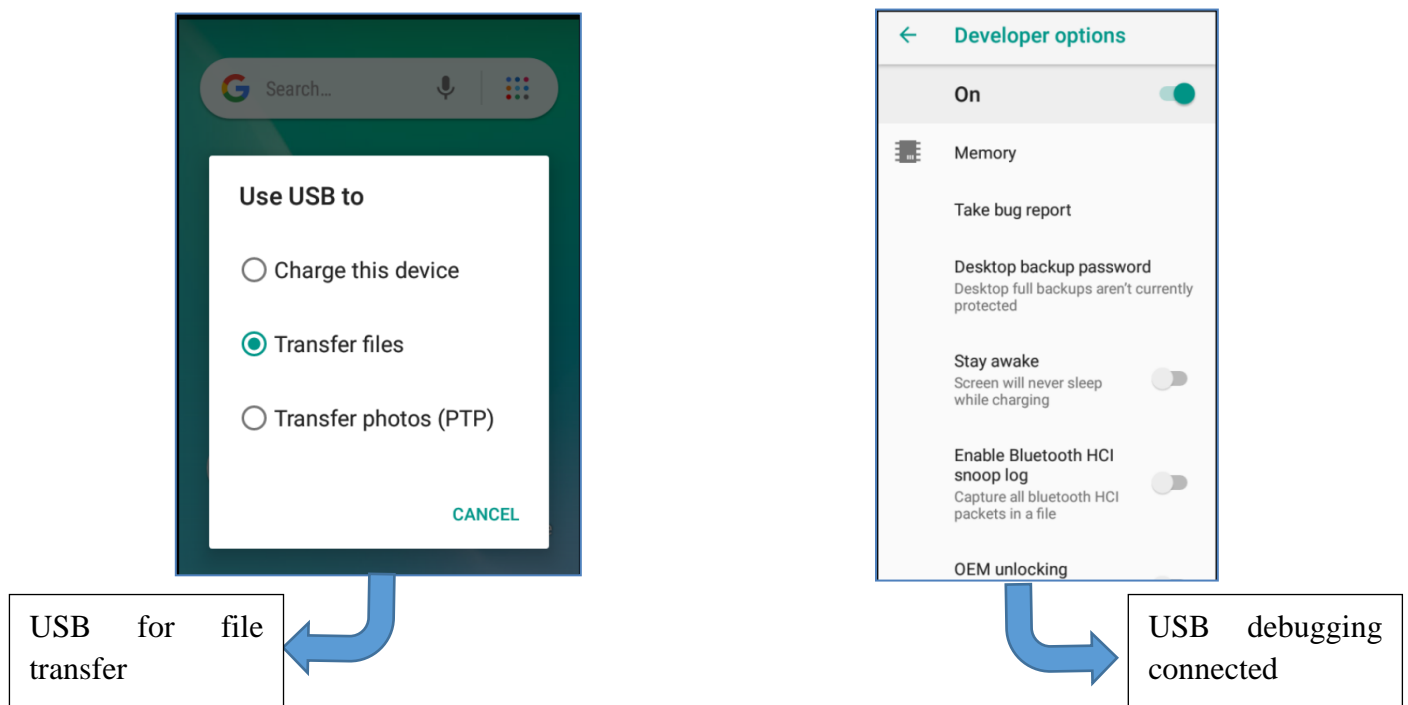 Search...
Use USB to
Charge this device
Transfer files
Transfer photos (PTP)
CANCEL
USB for file
transfer
Developer options
On
Memory
Take bug report
Desktop backup password
Desktop full backups aren't currently
protected
Stay awake
Screen will never sleep
while charging
Enable Bluetooth HCI
snoop log
Capture all bluetooth HCI
packets in a file
OEM unlocking
USB debugging
connected